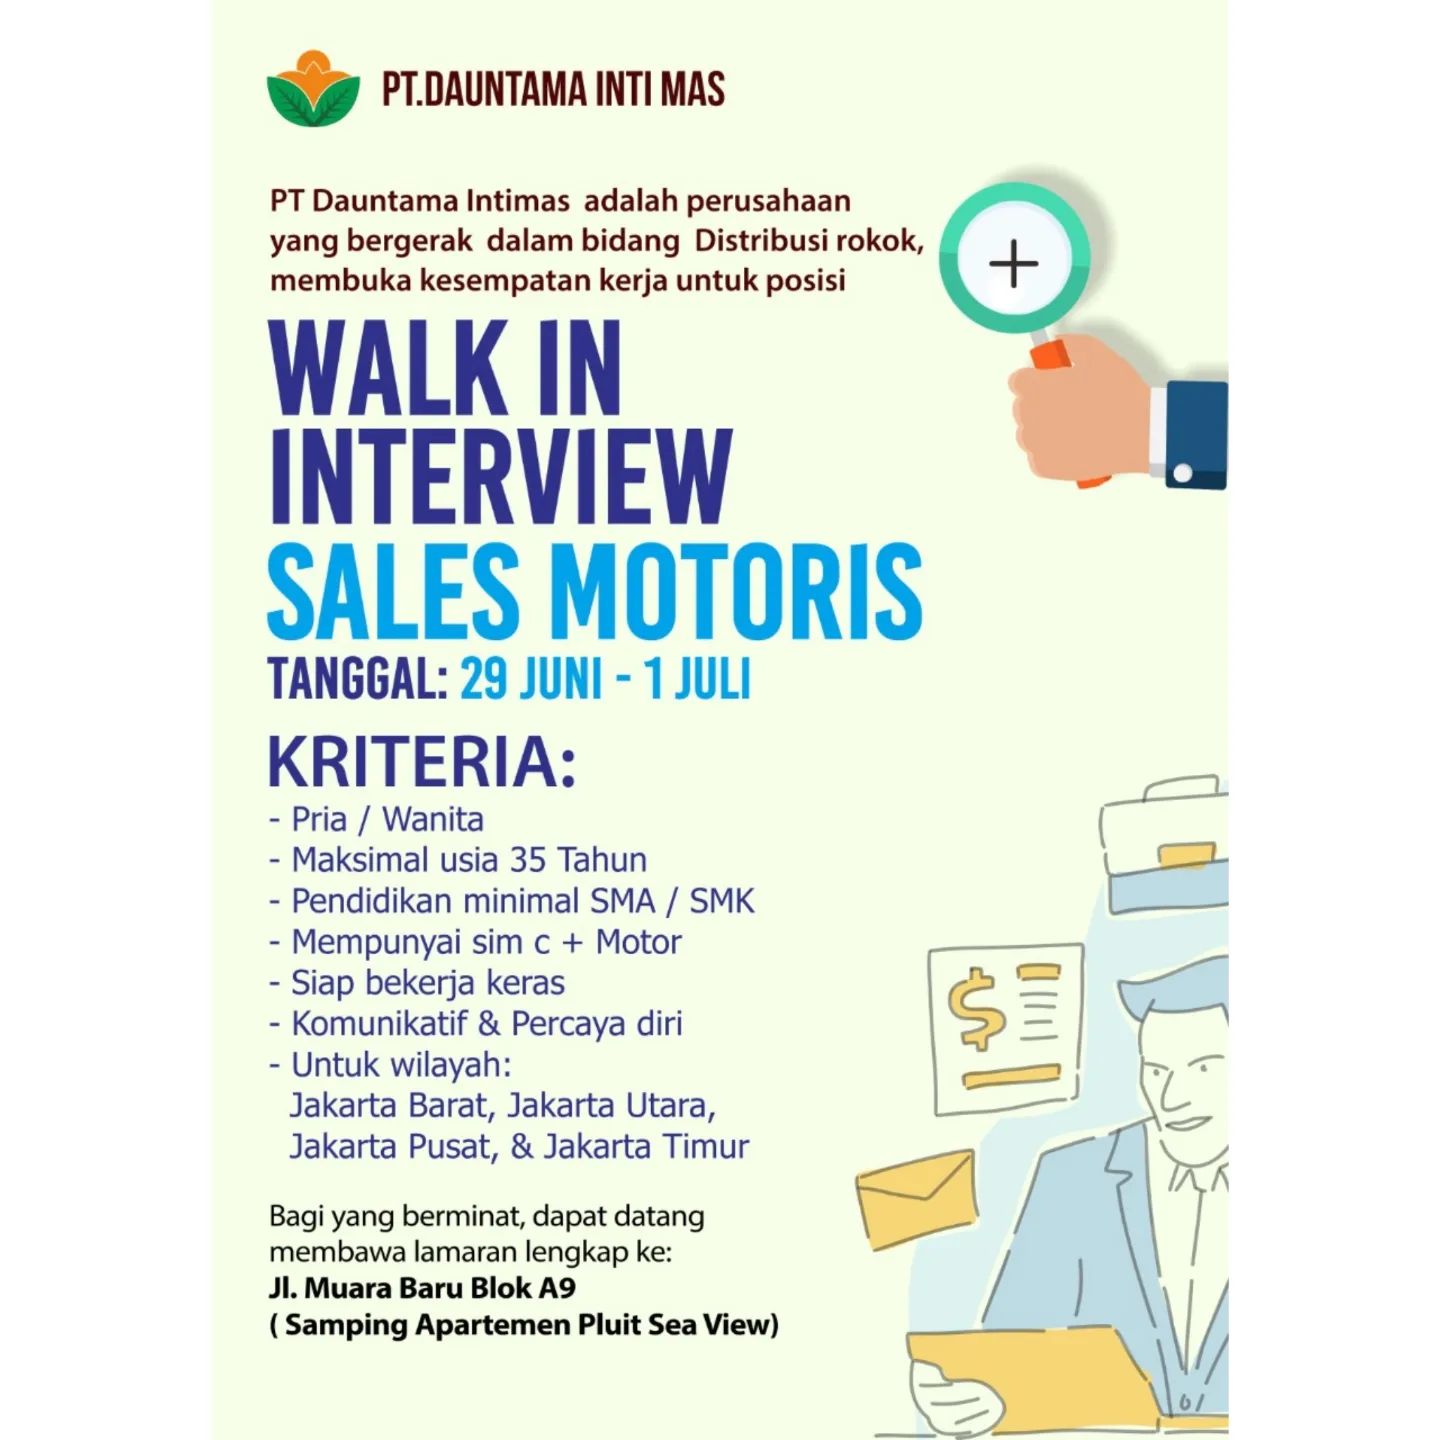 PT.DAUNTAMA INTI MAS
PT Dauntama Intimas adalah perusahaan
yang bergerak dalam bidang Distribusi rokok,
membuka kesempatan kerja untuk posisi
WALK IN
INTERVIEW
SALES MOTORIS
TANGGAL: 29 JUNI - 1 JULI
KRITERIA:
- Pria / Wanita
- Maksimal usia 35 Tahun
- Pendidikan minimal SMA / SMK
- Mempunyai sim c + Motor
- Siap bekerja keras
- Komunikatif & Percaya diri
- Untuk wilayah:
Jakarta Barat, Jakarta Utara,
Jakarta Pusat, & Jakarta Timur
Bagi yang berminat, dapat datang
membawa lamaran lengkap ke:
Jl. Muara Baru Blok A9
( Samping Apartemen Pluit Sea View)